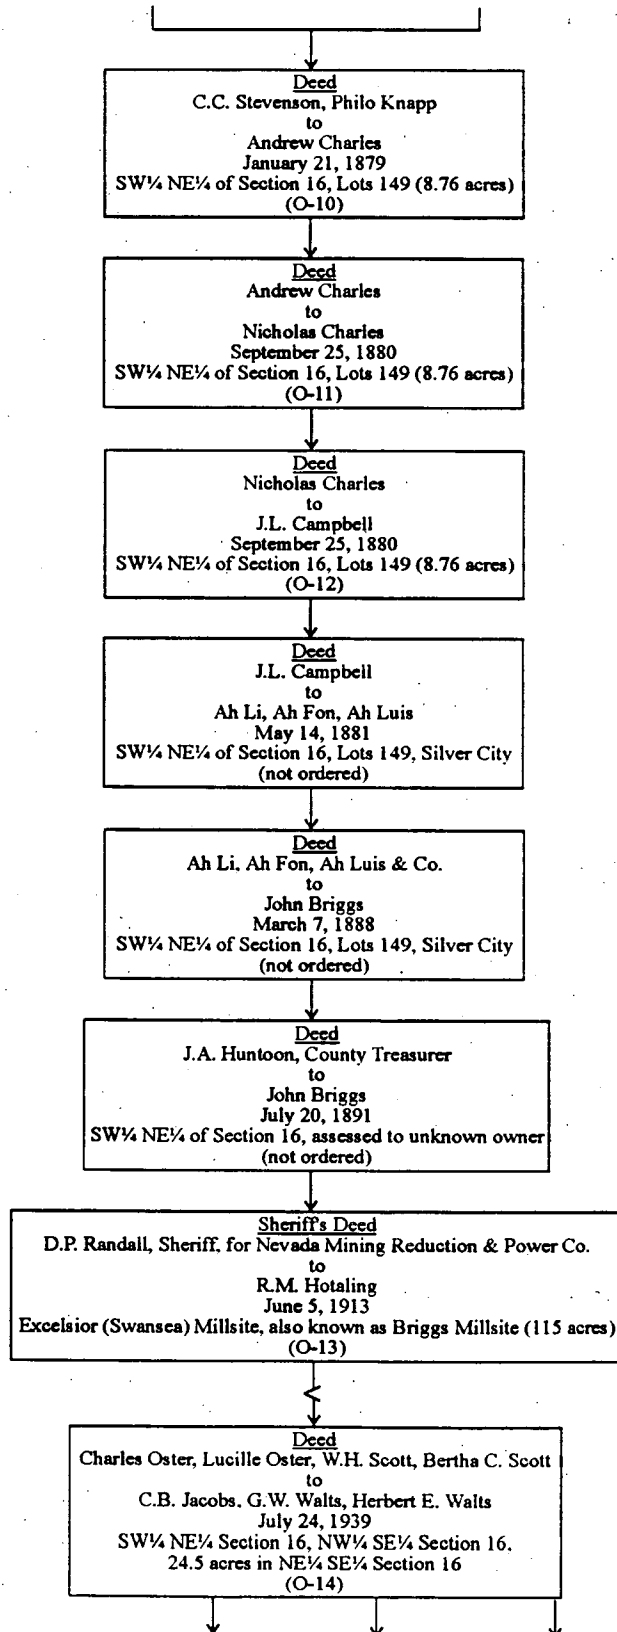 Deed
C.C. Stevenson, Philo Knapp
to
Andrew Charles
January 21, 1879
SW¼ NE¼ of Section 16, Lots 149 (8.76 acres)
(O-10)
Deed
Andrew Charles
to
Nicholas Charles
September 25, 1880
SW¼ NE¼ of Section 16, Lots 149 (8.76 acres)
(O-11)
Deed
Nicholas Charles
to
J.L. Campbell
September 25, 1880
SW¼ NE¼ of Section 16, Lots 149 (8.76 acres)
(O-12)
Deed
J.L. Campbell
to
Ah Li, Ah Fon, Ah Luis
May 14, 1881
SW¼ NE¼ of Section 16, Lots 149, Silver City
(not ordered)
Deed
Ah Li, Ah Fon, Ah Luis & Co.
to
John Briggs
March 7, 1888
SW¼ NE¼ of Section 16, Lots 149, Silver City
(not ordered)
Deed
J.A. Huntoon, County Treasurer
to
John Briggs
July 20, 1891
SW¼ NE¼ of Section 16, assessed to unknown owner
(not ordered)
Sheriff's Deed
D.P. Randall, Sheriff, for Nevada Mining Reduction & Power Co.
to
R.M. Hotaling
June 5, 1913
Excelsior (Swansea) Millsite, also known as Briggs Millsite (115 acres)
(O-13)
Deed
Charles Oster, Lucille Oster, W.H. Scott, Bertha C. Scott
to
C.B. Jacobs, G.W. Walts, Herbert E. Walts
July 24, 1939
SW¼ NE¼ Section 16, NW¼ SE¼ Section 16,
24.5 acres in NE¼ SE¼ Section 16
(O-14)